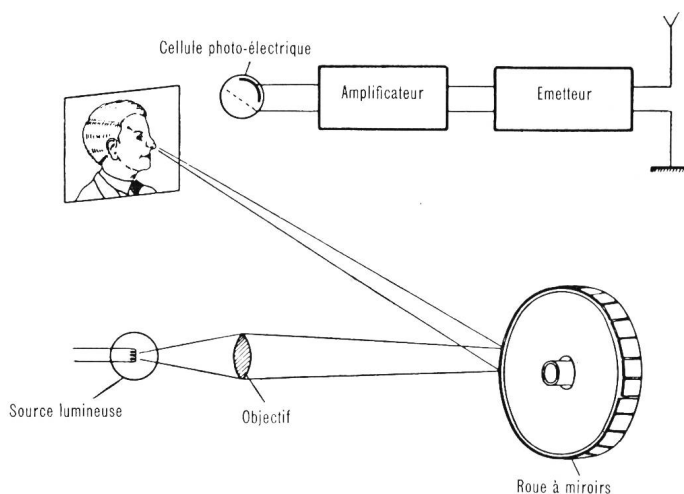 Cellule photo-électrique
Amplificateur
Emetteur
Source lumineuse
Objectif
Roue à miroirs